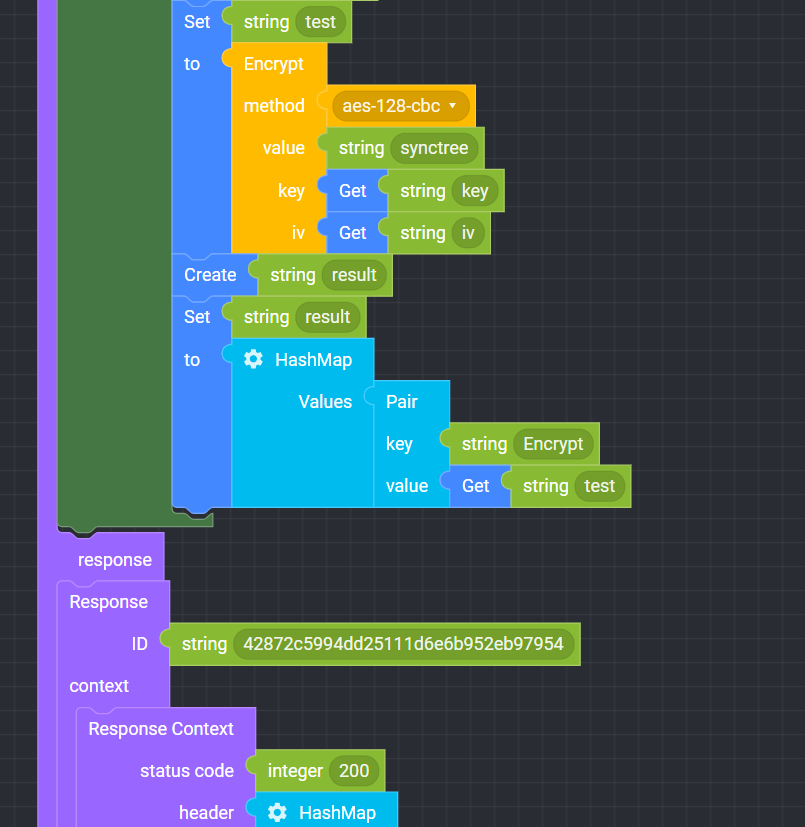 Set string test
to Encrypt
method aes-128-cbc
value string synctree
key Get string key
iv Get string iv
Create string result
Set string result
to HashMap
Values Pair
key string Encrypt
value Get string test
response
Response
ID string 42872c5994dd25111d6e6b952eb97954
context
Response Context
status code integer 200
header HashMap